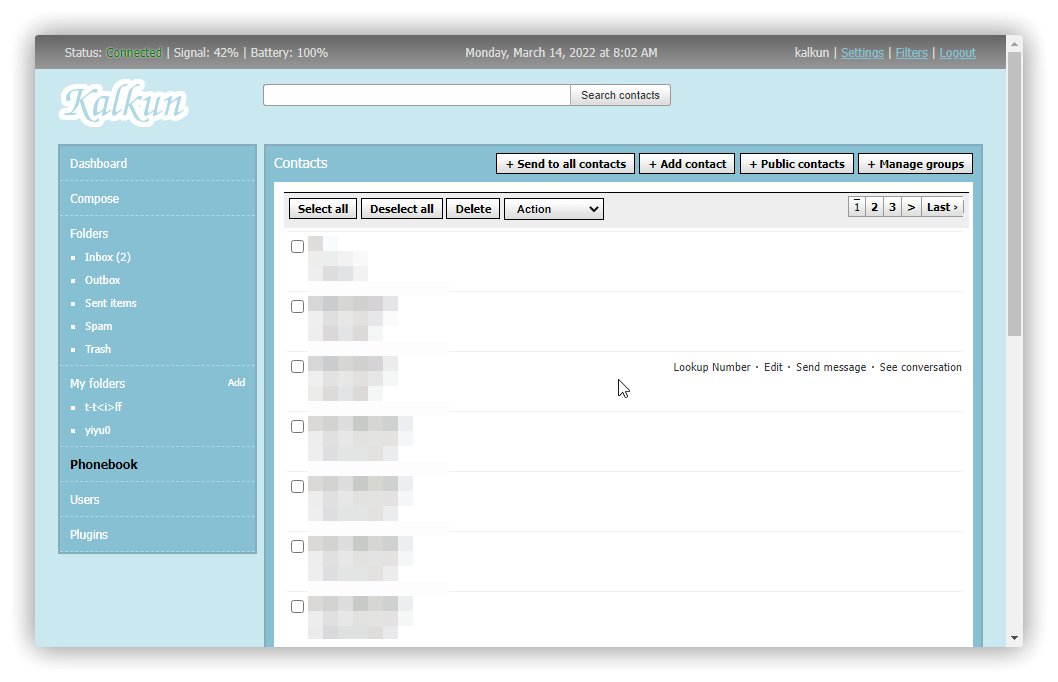 Status: Connected | Signal: 42% | Battery: 100% Monday, March 14, 2022 at 8:02 AM kalkun | Settings | Filters | Logout
Kalkun
Search contacts
Dashboard
Compose
Folders
Inbox (2)
Outbox
Sent items
Spam
Trash
My folders Add
t-t<i>ff
yiyu0
Phonebook
Users
Plugins
Contacts + Send to all contacts + Add contact + Public contacts + Manage groups
Select all Deselect all Delete Action 1 2 3 > Last ›
Lookup Number · Edit · Send message · See conversation